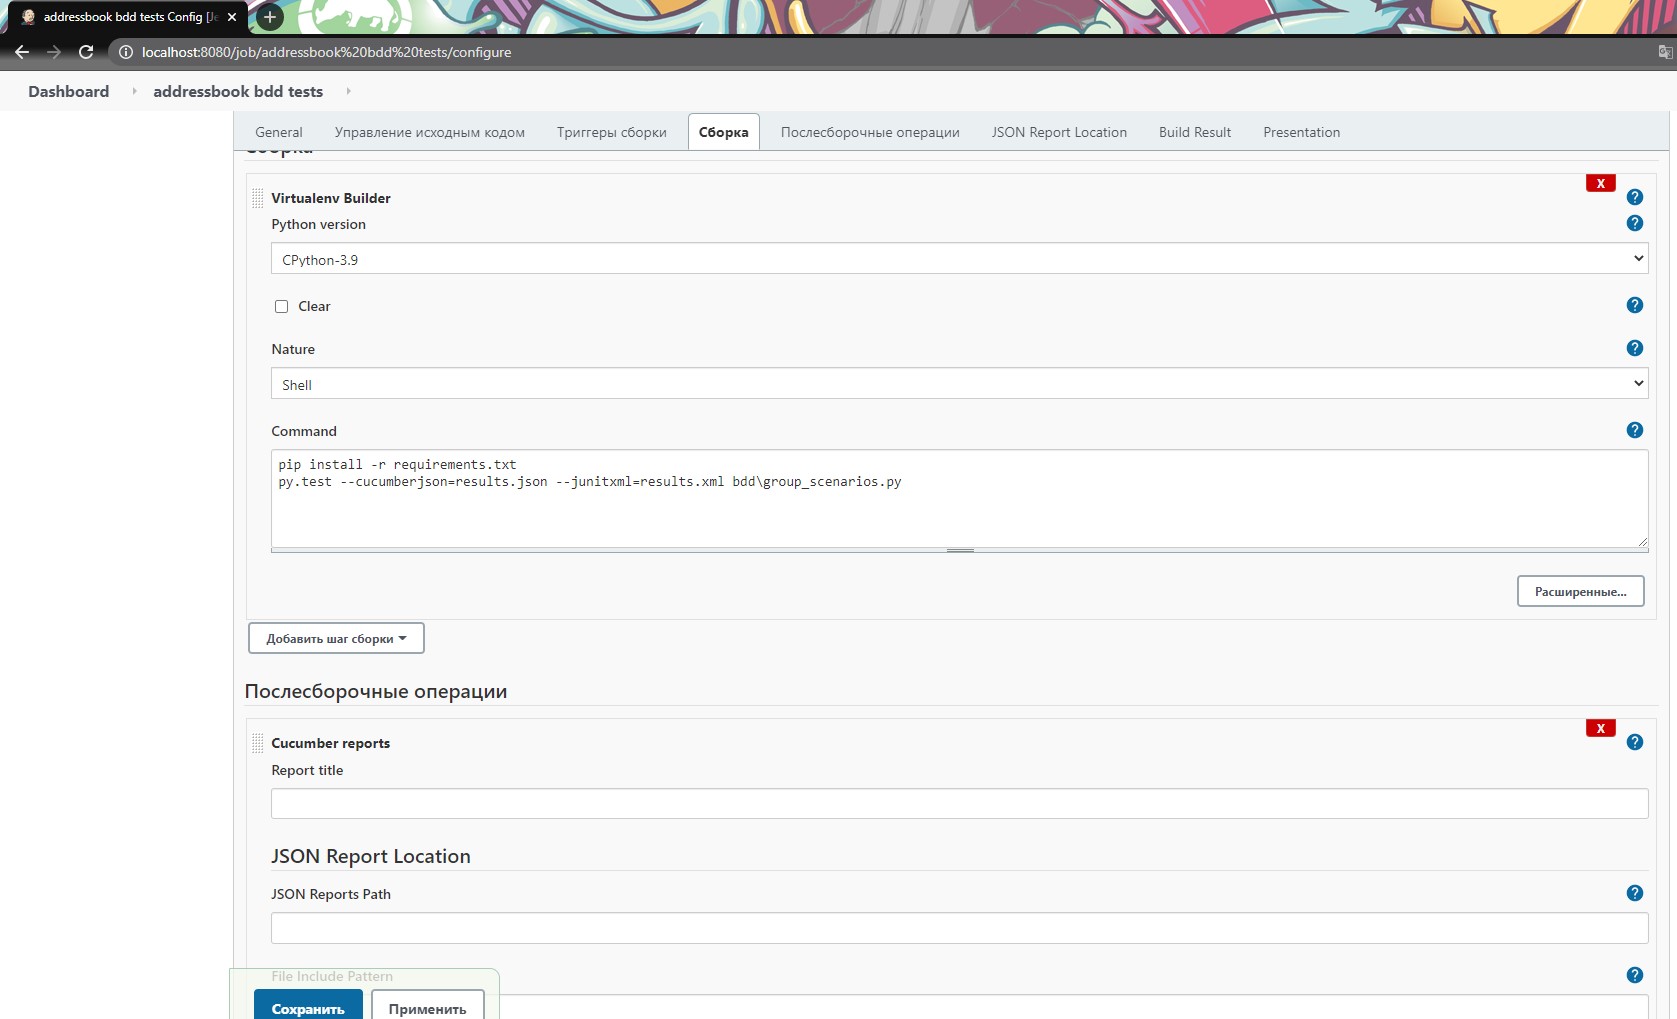 addressbook bdd tests Config [Je
localhost:8080/job/addressbook%20bdd%20tests/configure
Dashboard addressbook bdd tests
General Управление исходным кодом Триггеры сборки Сборка Послесборочные операции JSON Report Location Build Result Presentation
Сборка
X
Virtualenv Builder
Python version
CPython-3.9
Clear
Nature
Shell
Command
pip install -r requirements.txt
py.test --cucumberjson=results.json --junitxml=results.xml bdd\group_scenarios.py
Расширенные...
Добавить шаг сборки
Послесборочные операции
X
Cucumber reports
Report title
JSON Report Location
JSON Reports Path
File Include Pattern
Сохранить Применить